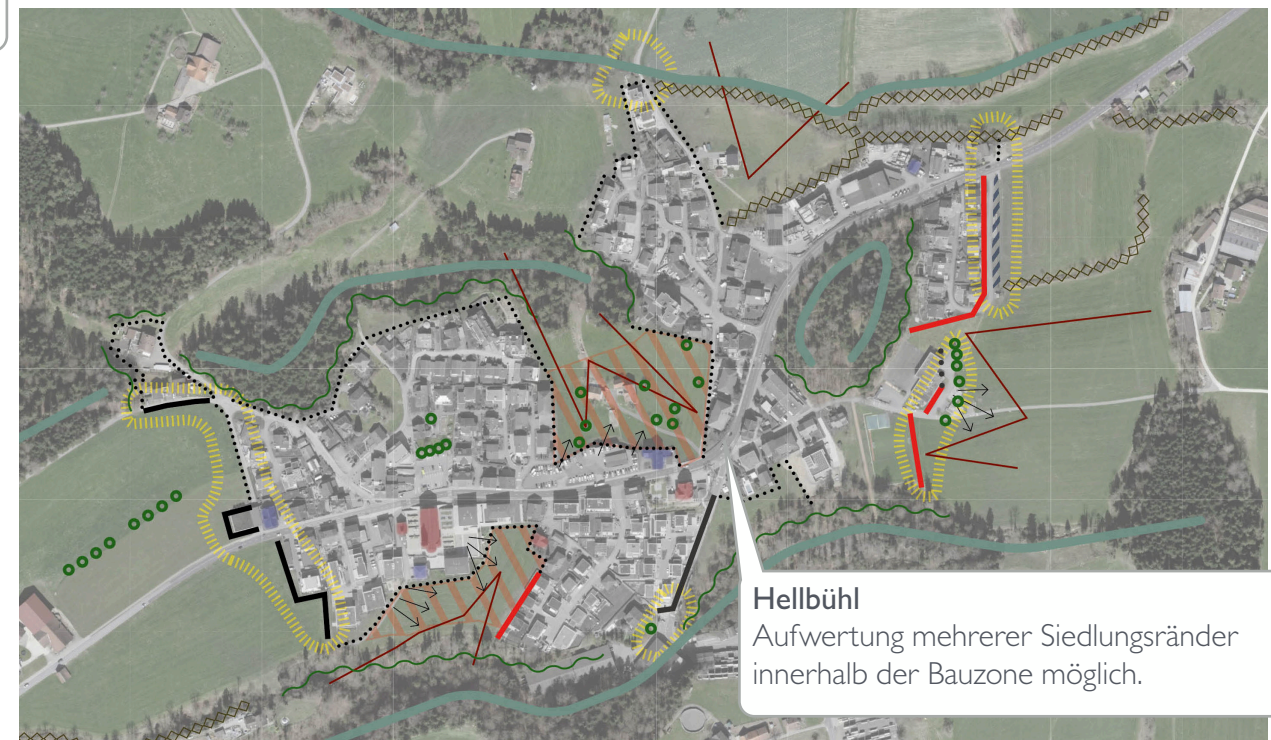 Hellbühl
Aufwertung mehrerer Siedlungsränder
innerhalb der Bauzone möglich.